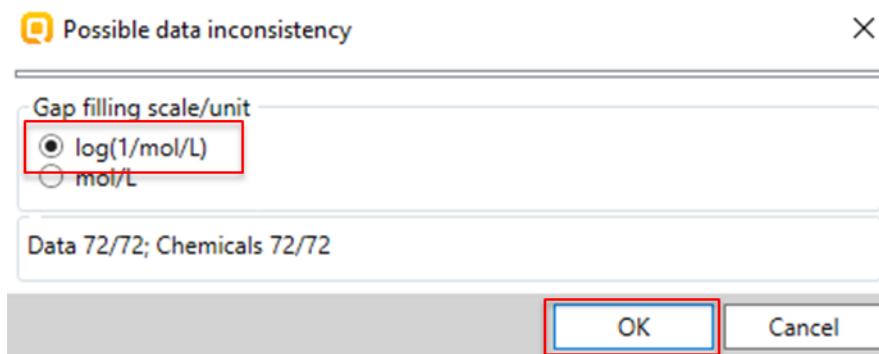 Possible data inconsistency
Gap filling scale/unit
log(1/mol/L)
mol/L
Data 72/72; Chemicals 72/72
OK
Cancel